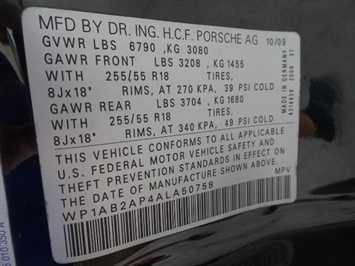 MFD BY DR. ING. H.C.F. PORSCHE AG 10/09
GVWR LBS 6790 ,KG 3080
GAWR FRONT LBS 3208 ,KG 1455
WITH 255/55 R18 TIRES,
8Jx18" RIMS, AT 270 KPA, 39 PSI COLD
GAWR REAR LBS 3704 ,KG 1680
WITH 255/55 R18 TIRES,
8Jx18" RIMS, AT 340 KPA, 49 PSI COLD
THIS VEHICLE CONFORMS TO ALL APPLICABLE
U.S. FEDERAL MOTOR VEHICLE SAFETY AND
THEFT PREVENTION STANDARDS IN EFFECT ON
THE DATE OF MANUFACTURE SHOWN ABOVE.
WP1AB2AP4ALA50758 MPV
MADE IN GERMANY